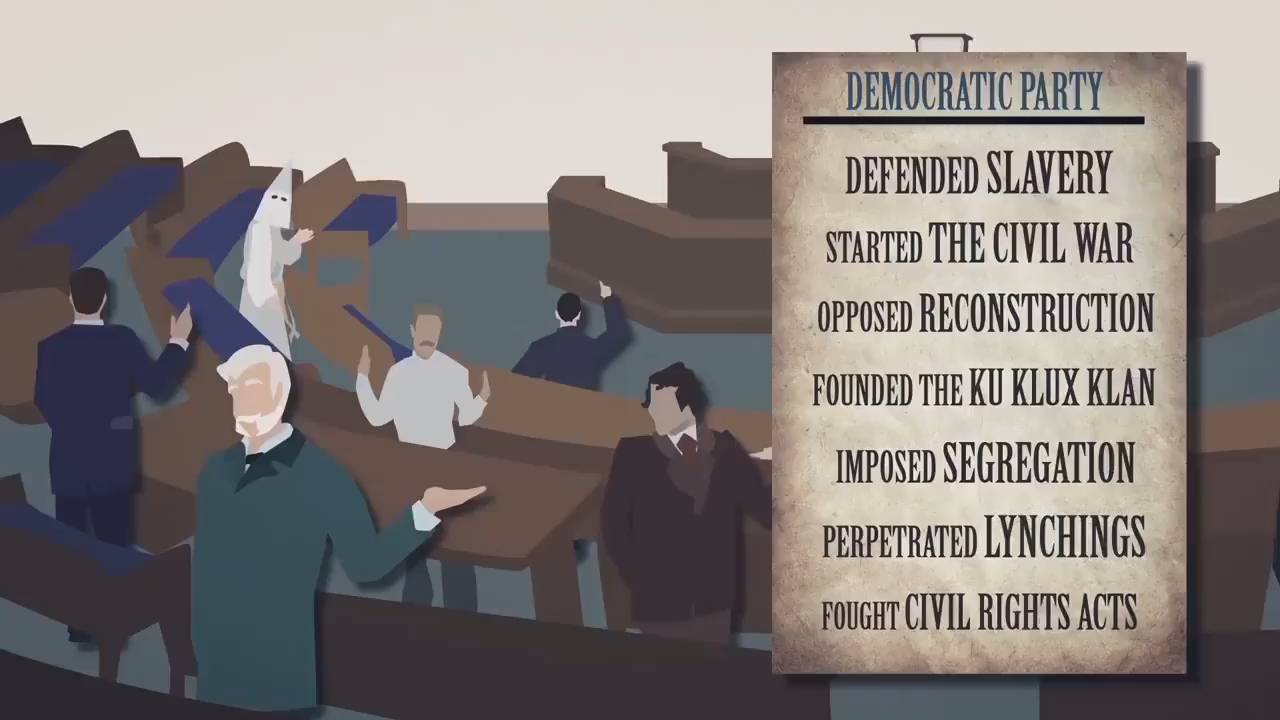 DEMOCRATIC PARTY
DEFENDED SLAVERY
STARTED THE CIVIL WAR
OPPOSED RECONSTRUCTION
FOUNDED THE KU KLUX KLAN
IMPOSED SEGREGATION
PERPETRATED LYNCHINGS
FOUGHT CIVIL RIGHTS ACTS